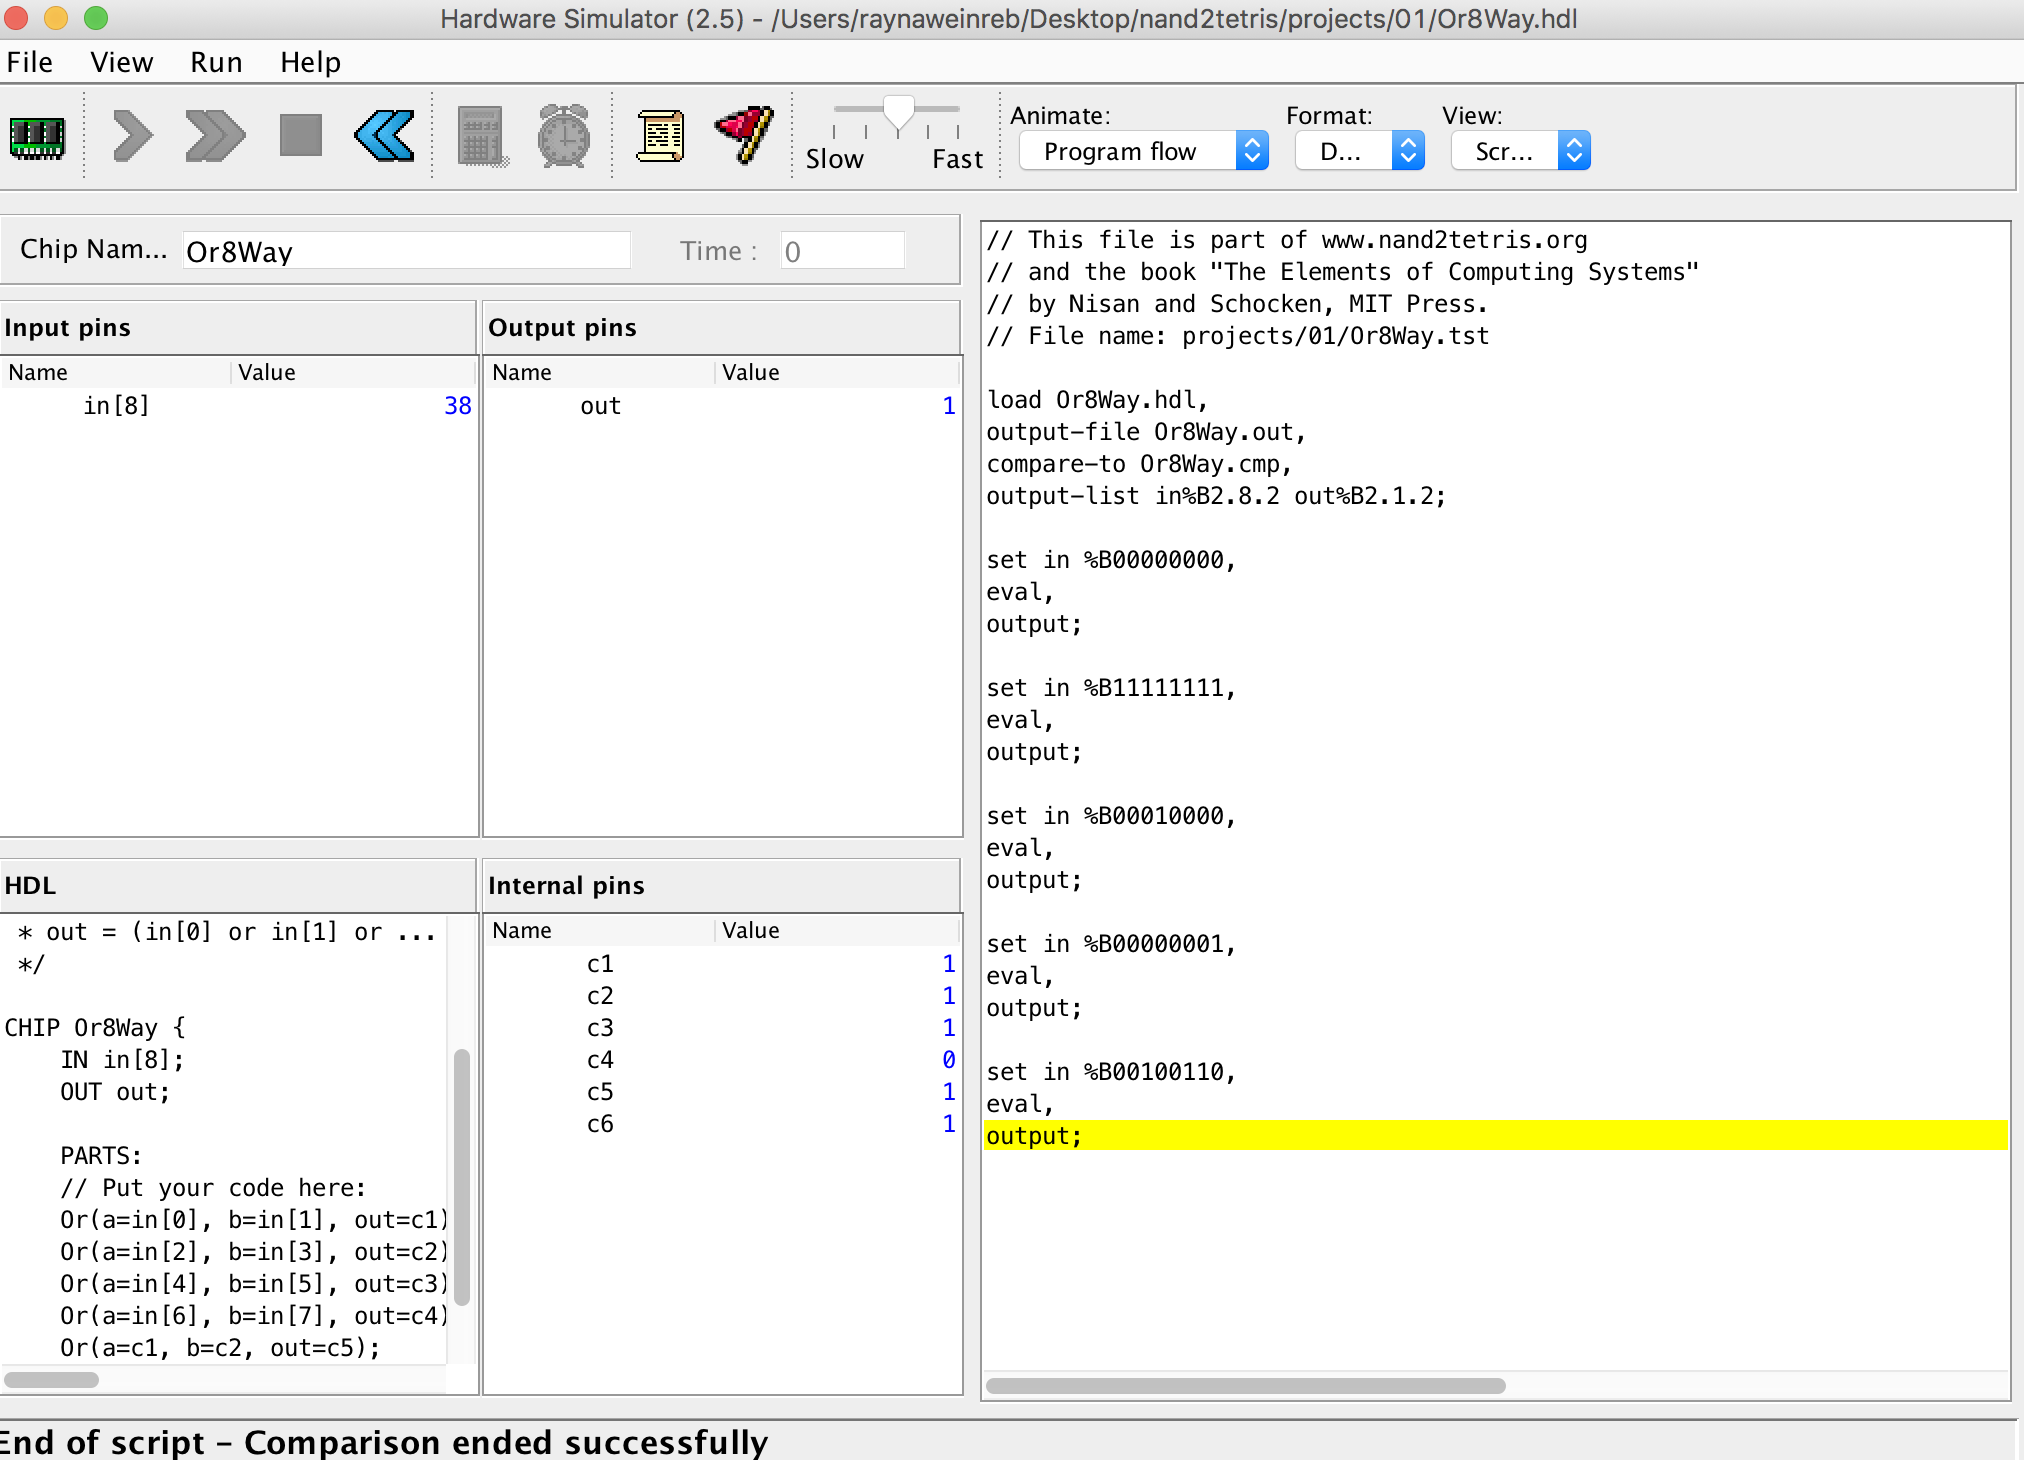 Hardware Simulator (2.5) - /Users/raynaweinreb/Desktop/nand2tetris/projects/01/Or8Way.hdl
File View Run Help
Slow Fast
Animate: Format: View:
Program flow D... Scr...
Chip Nam... Or8Way Time : 0
Input pins
Name Value
in[8] 38
Output pins
Name Value
out 1
HDL
* out = (in[0] or in[1] or ...
*/
CHIP Or8Way {
IN in[8];
OUT out;
PARTS:
// Put your code here:
Or(a=in[0], b=in[1], out=c1)
Or(a=in[2], b=in[3], out=c2)
Or(a=in[4], b=in[5], out=c3)
Or(a=in[6], b=in[7], out=c4)
Or(a=c1, b=c2, out=c5);
Internal pins
Name Value
c1 1
c2 1
c3 1
c4 0
c5 1
c6 1
// This file is part of www.nand2tetris.org
// and the book "The Elements of Computing Systems"
// by Nisan and Schocken, MIT Press.
// File name: projects/01/Or8Way.tst
load Or8Way.hdl,
output-file Or8Way.out,
compare-to Or8Way.cmp,
output-list in%B2.8.2 out%B2.1.2;
set in %B00000000,
eval,
output;
set in %B11111111,
eval,
output;
set in %B00010000,
eval,
output;
set in %B00000001,
eval,
output;
set in %B00100110,
eval,
output;
End of script - Comparison ended successfully